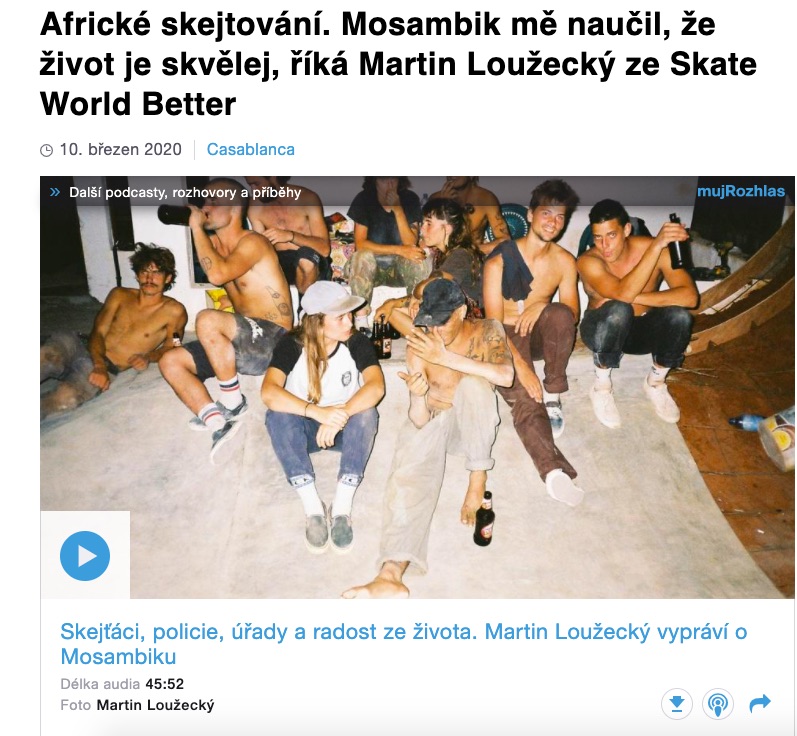 Africké skejtování. Mosambik mě naučil, že
život je skvělej, říká Martin Loužecký ze Skate
World Better
10. březen 2020 Casablanca
» Další podcasty, rozhovory a příběhy mujRozhlas
Skejťáci, policie, úřady a radost ze života. Martin Loužecký vypráví o
Mosambiku
Délka audia 45:52
Foto Martin Loužecký